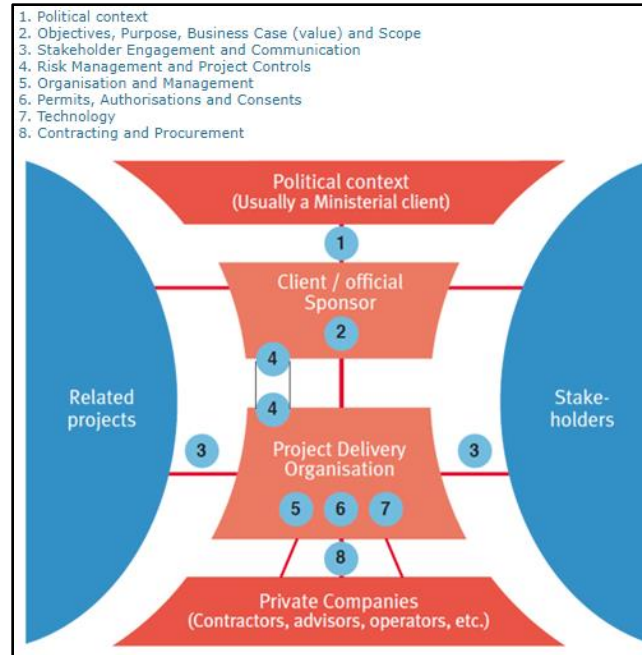 1. Political context
2. Objectives, Purpose, Business Case (value) and Scope
3. Stakeholder Engagement and Communication
4. Risk Management and Project Controls
5. Organisation and Management
6. Permits, Authorisations and Consents
7. Technology
8. Contracting and Procurement
Political context
(Usually a Ministerial client)
1
Client / official
Sponsor
2
4
4
Related
projects
Stake-
holders
3
Project Delivery
Organisation
3
5 6 7
8
Private Companies
(Contractors, advisors, operators, etc.)